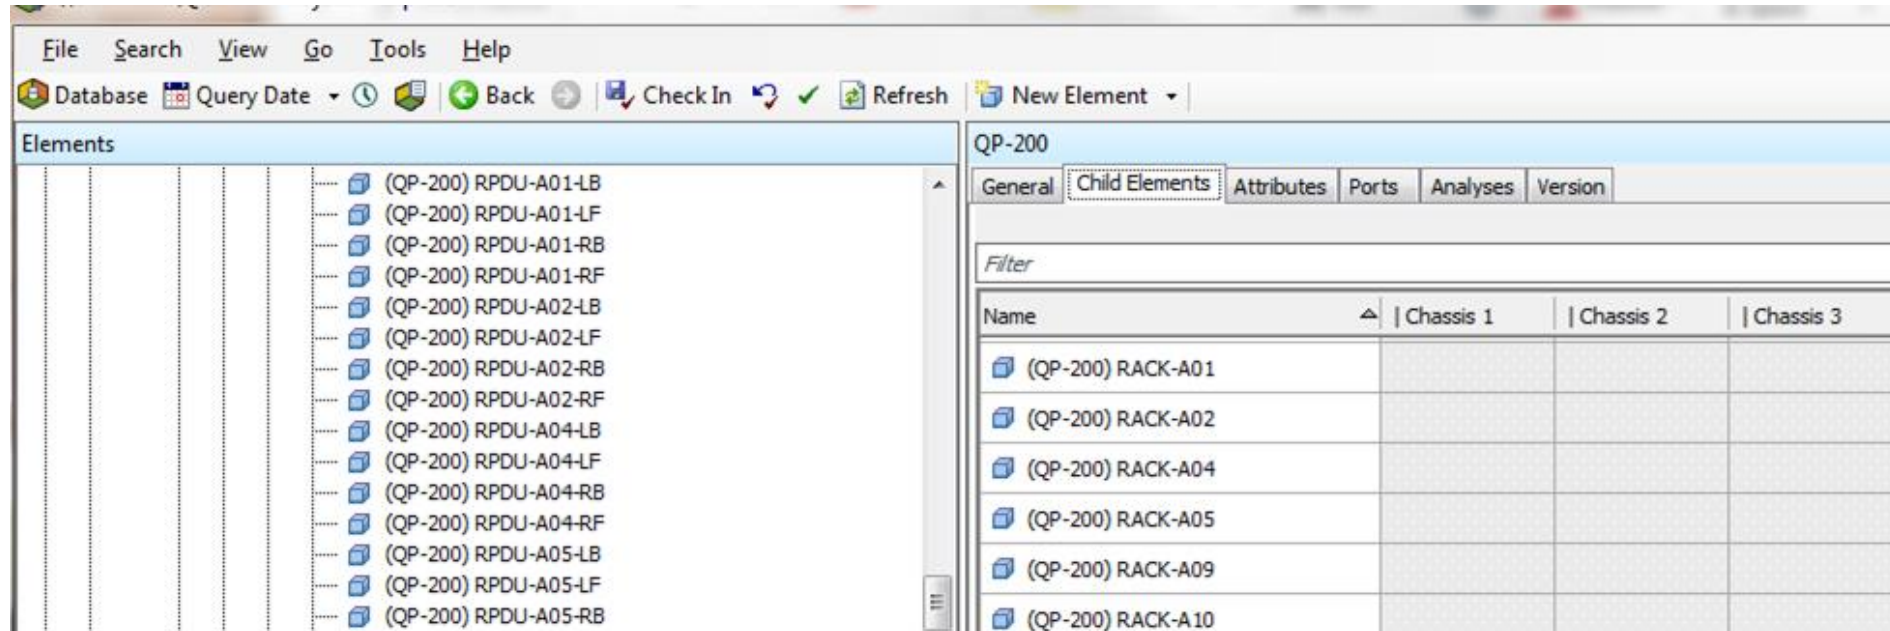 File Search View Go Tools Help
Database Query Date Back Check In Refresh New Element
Elements
(QP-200) RPDU-A01-LB
(QP-200) RPDU-A01-LF
(QP-200) RPDU-A01-RB
(QP-200) RPDU-A01-RF
(QP-200) RPDU-A02-LB
(QP-200) RPDU-A02-LF
(QP-200) RPDU-A02-RB
(QP-200) RPDU-A02-RF
(QP-200) RPDU-A04-LB
(QP-200) RPDU-A04-LF
(QP-200) RPDU-A04-RB
(QP-200) RPDU-A04-RF
(QP-200) RPDU-A05-LB
(QP-200) RPDU-A05-LF
(QP-200) RPDU-A05-RB
QP-200
General Child Elements Attributes Ports Analyses Version
Filter
Name | Chassis 1 | Chassis 2 | Chassis 3
(QP-200) RACK-A01
(QP-200) RACK-A02
(QP-200) RACK-A04
(QP-200) RACK-A05
(QP-200) RACK-A09
(QP-200) RACK-A10